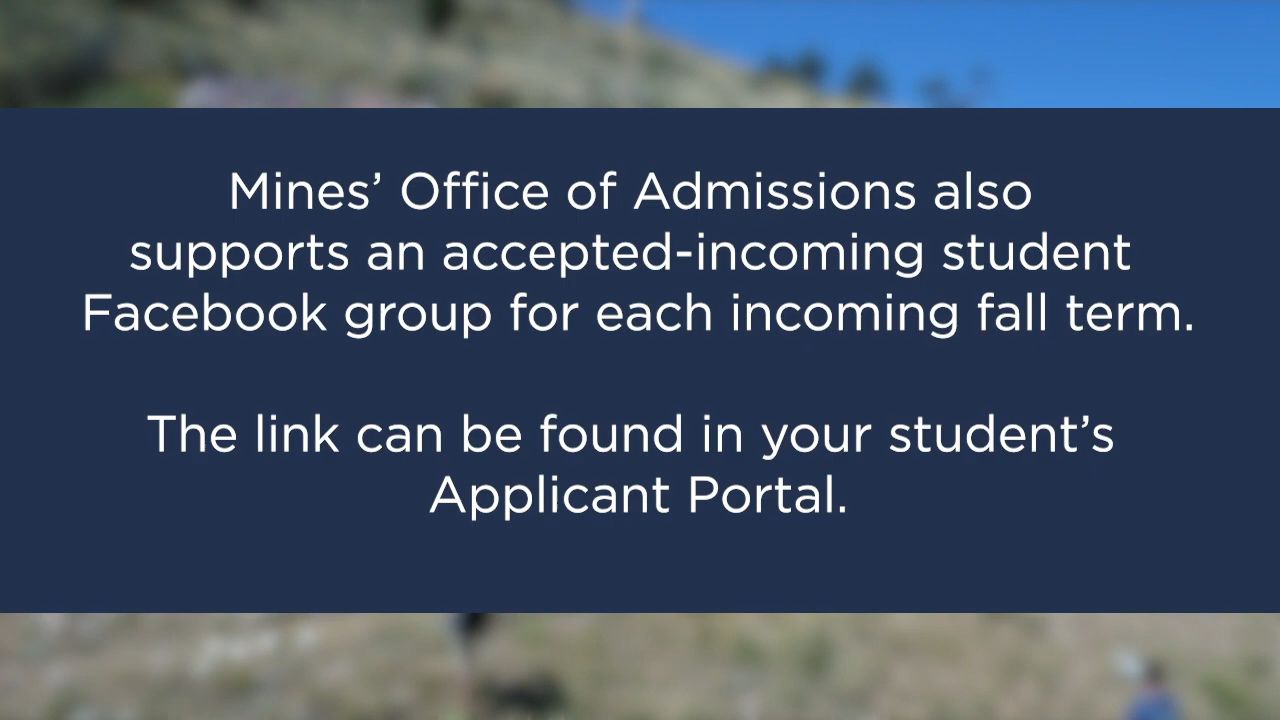 Mines’ Office of Admissions also
supports an accepted-incoming student
Facebook group for each incoming fall term.
The link can be found in your student’s
Applicant Portal.